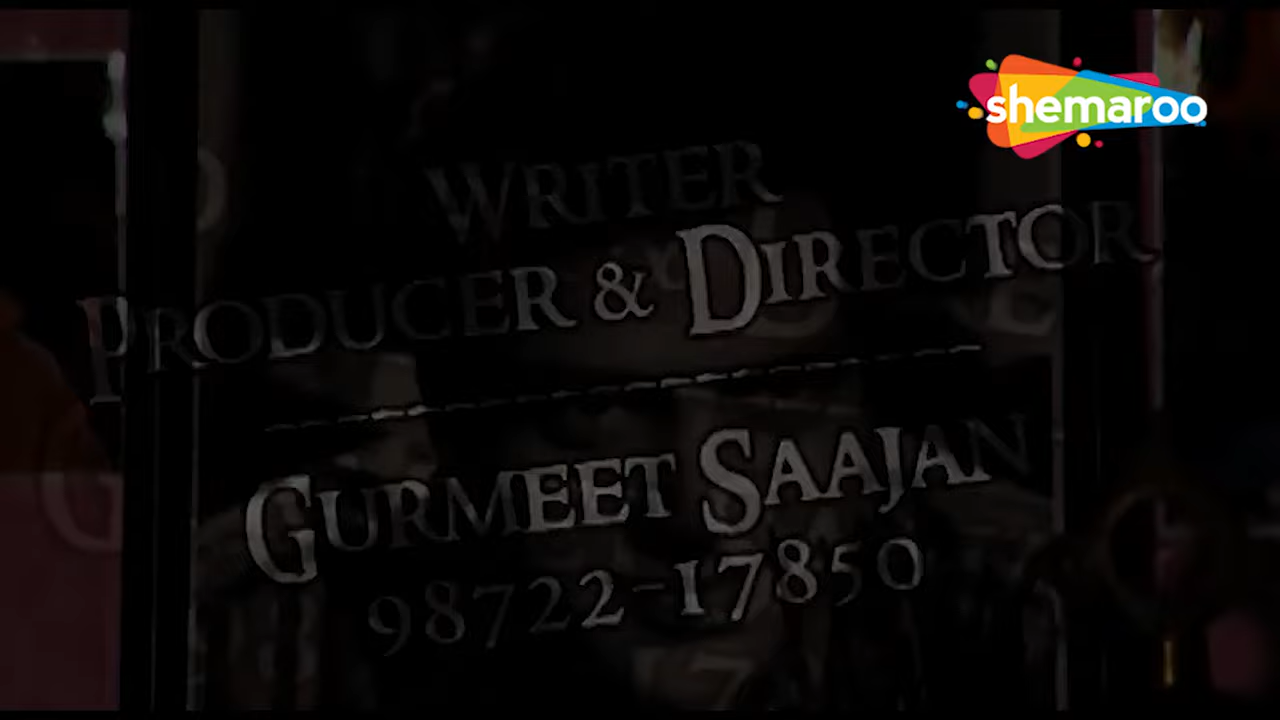 shemaroo
WRITER
PRODUCER & DIRECTOR
GURMEET SAAJAN
98722-17850